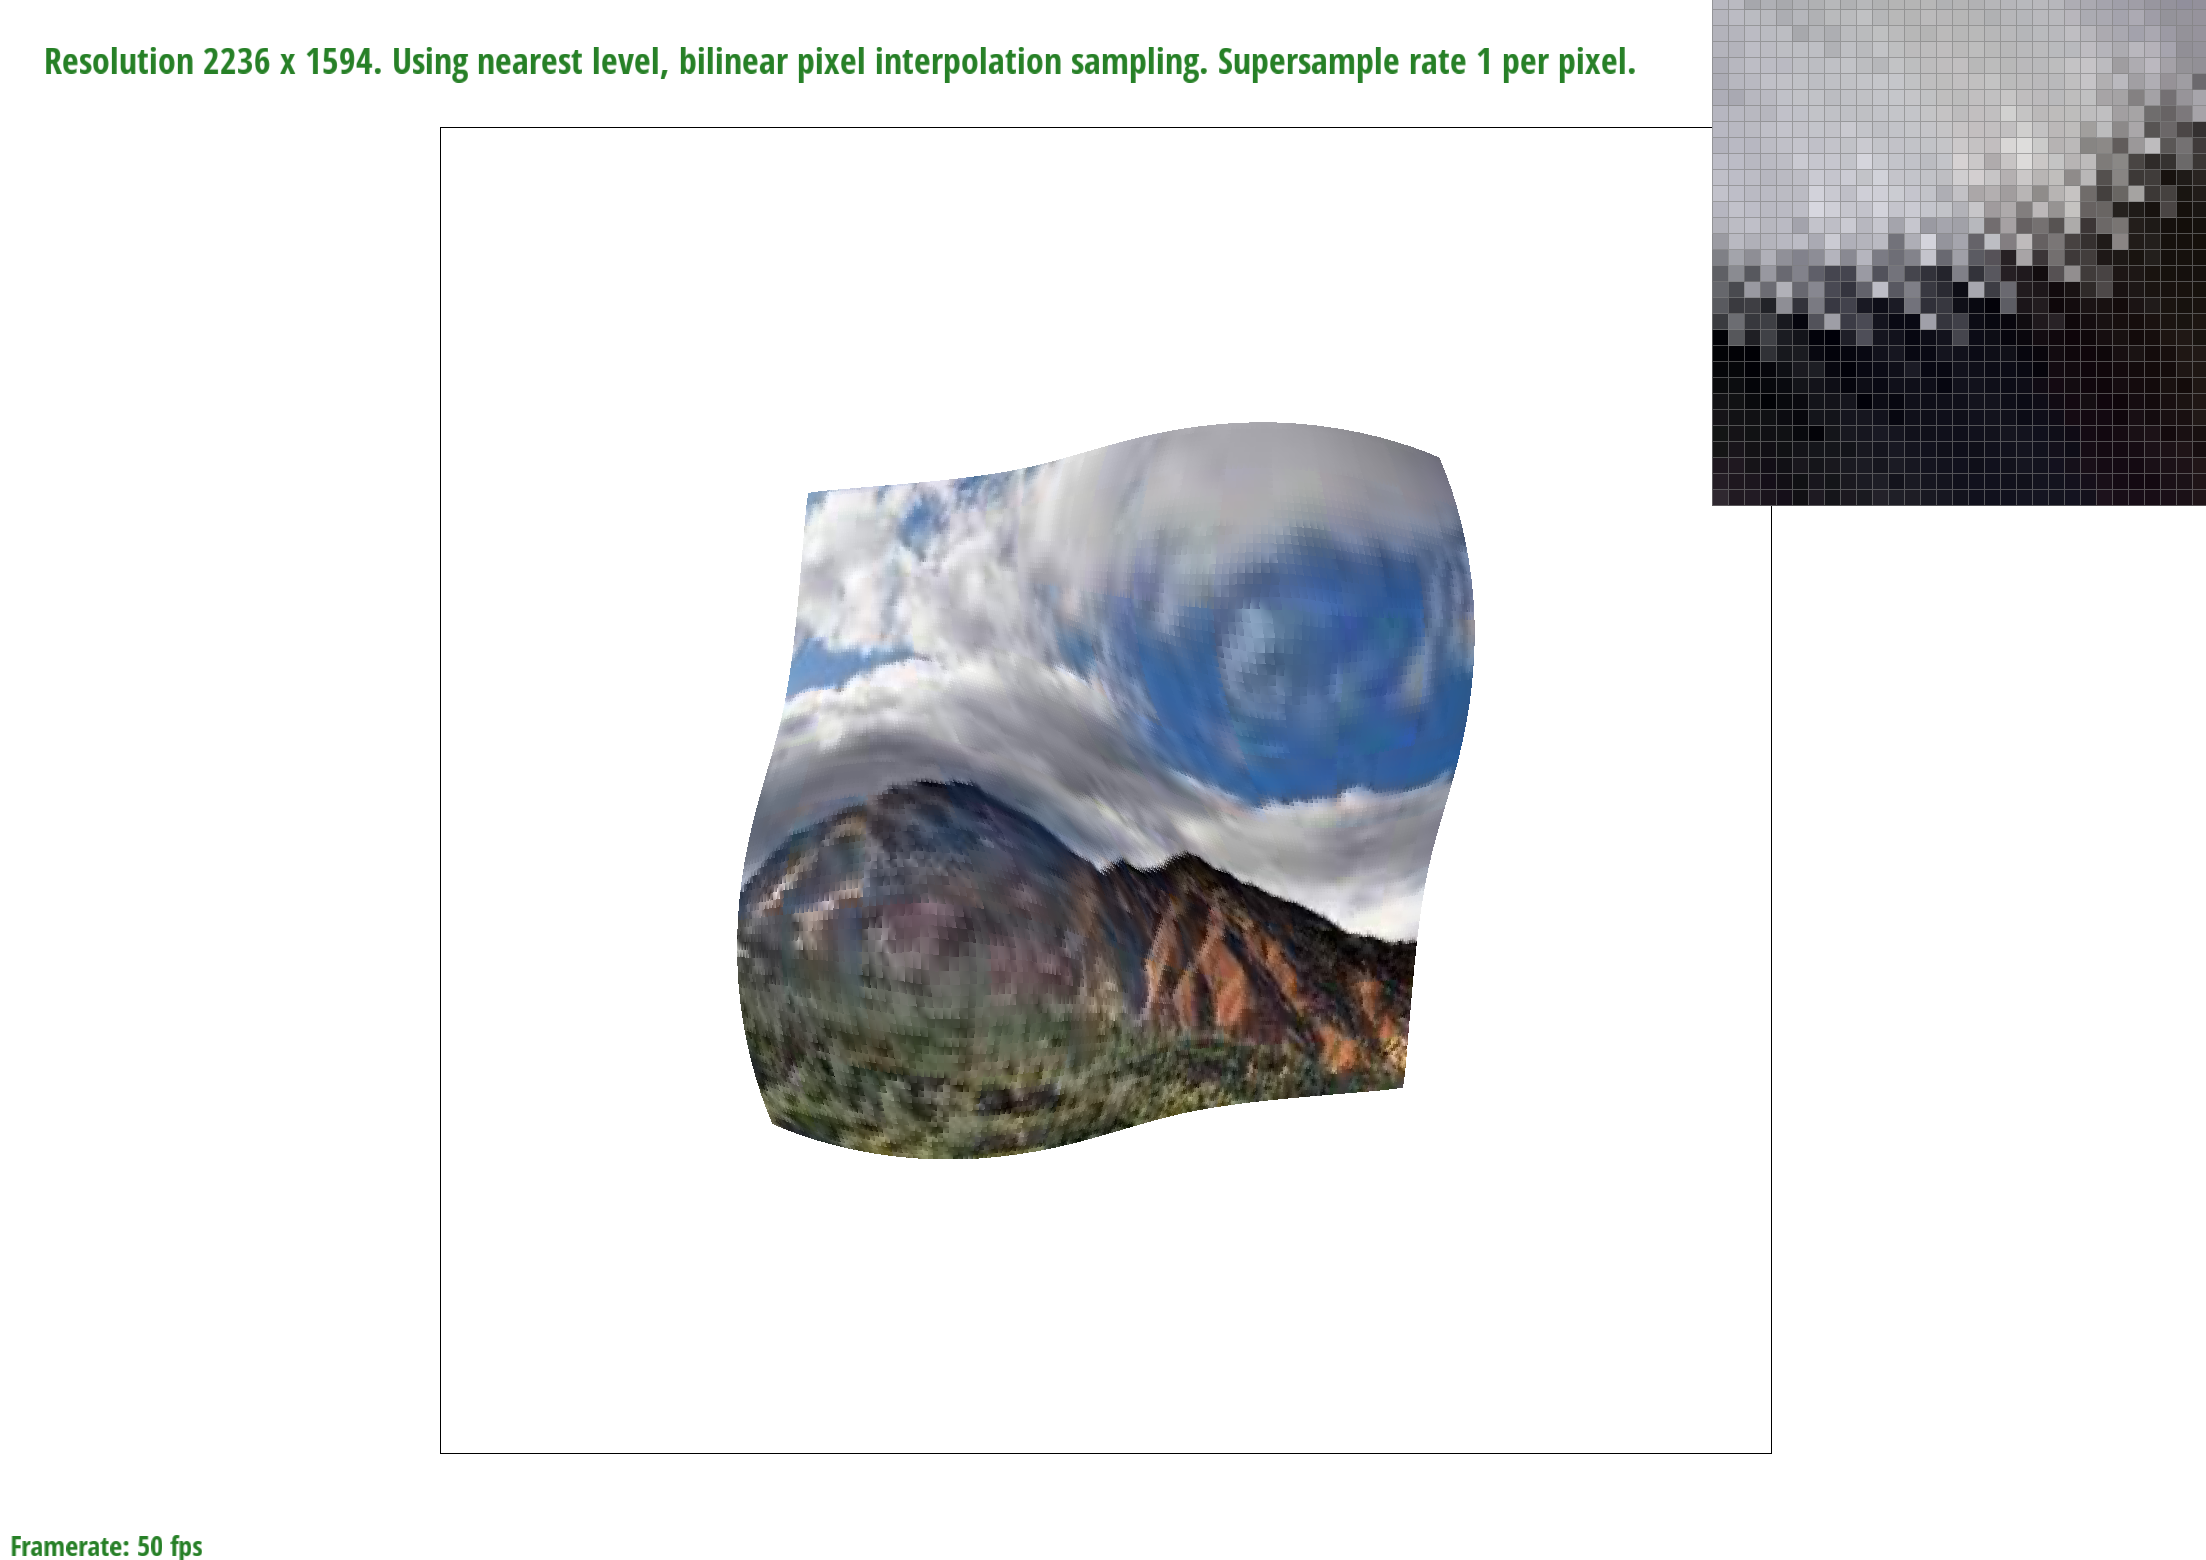 Resolution 2236 x 1594. Using nearest level, bilinear pixel interpolation sampling. Supersample rate 1 per pixel.
Framerate: 50 fps